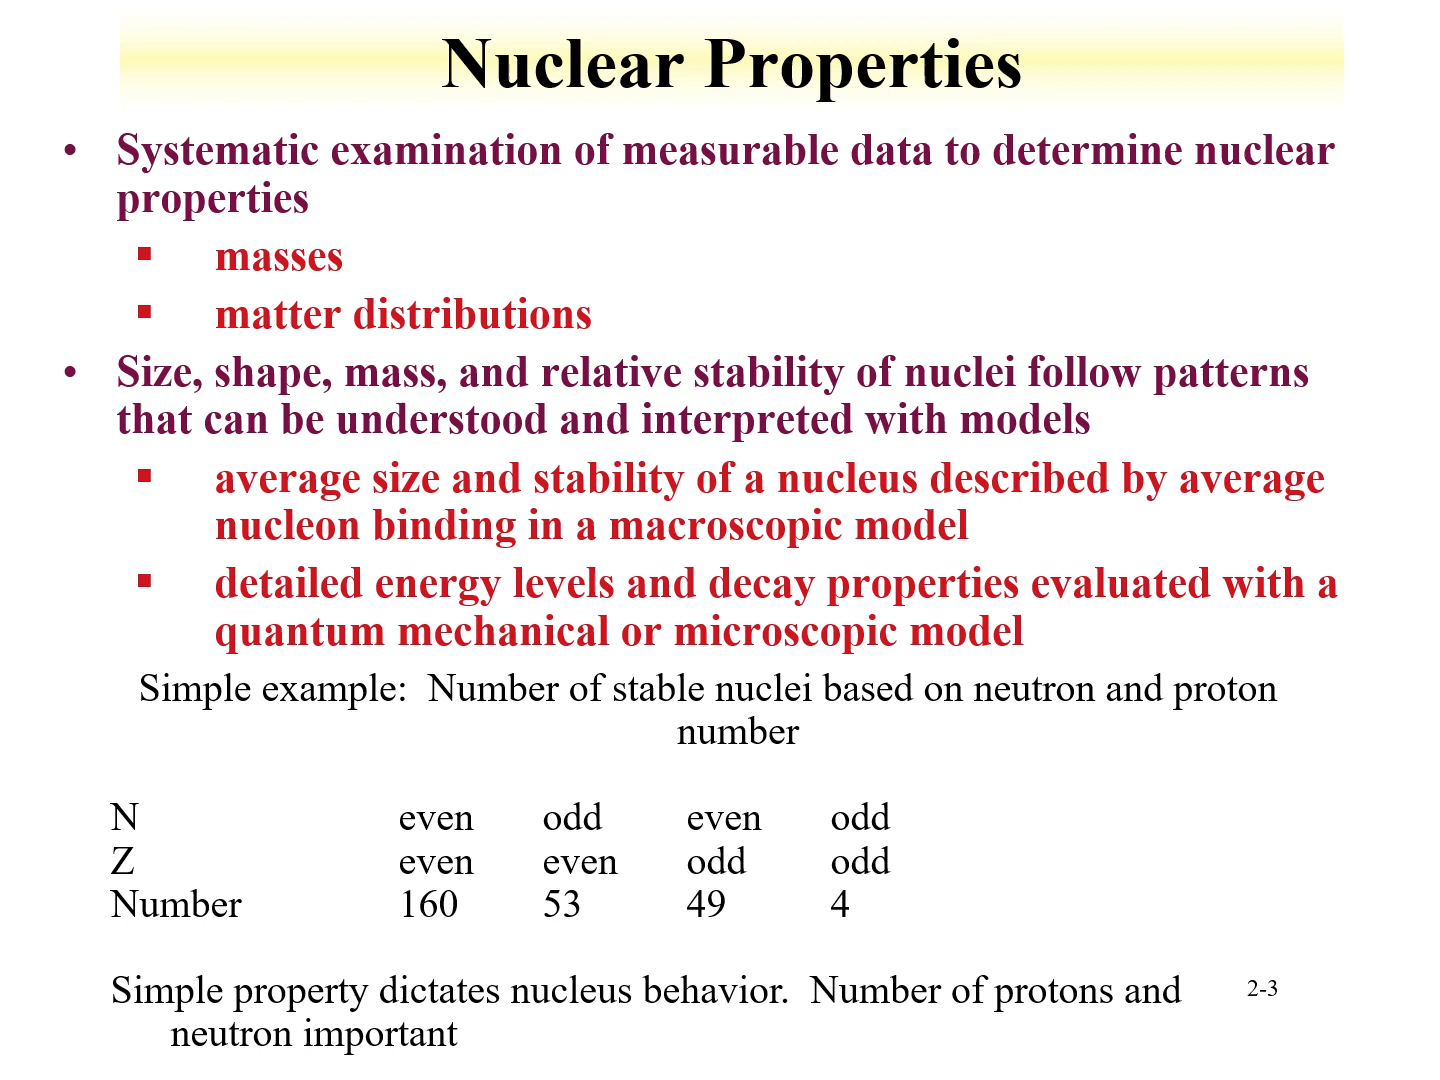 Nuclear Properties
• Systematic examination of measurable data to determine nuclear
properties
▪ masses
▪ matter distributions
• Size, shape, mass, and relative stability of nuclei follow patterns
that can be understood and interpreted with models
▪ average size and stability of a nucleus described by average
nucleon binding in a macroscopic model
▪ detailed energy levels and decay properties evaluated with a
quantum mechanical or microscopic model
Simple example:  Number of stable nuclei based on neutron and proton
number
N even odd even odd
Z even even odd odd
Number 160 53 49 4
Simple property dictates nucleus behavior.  Number of protons and
neutron important
2-3